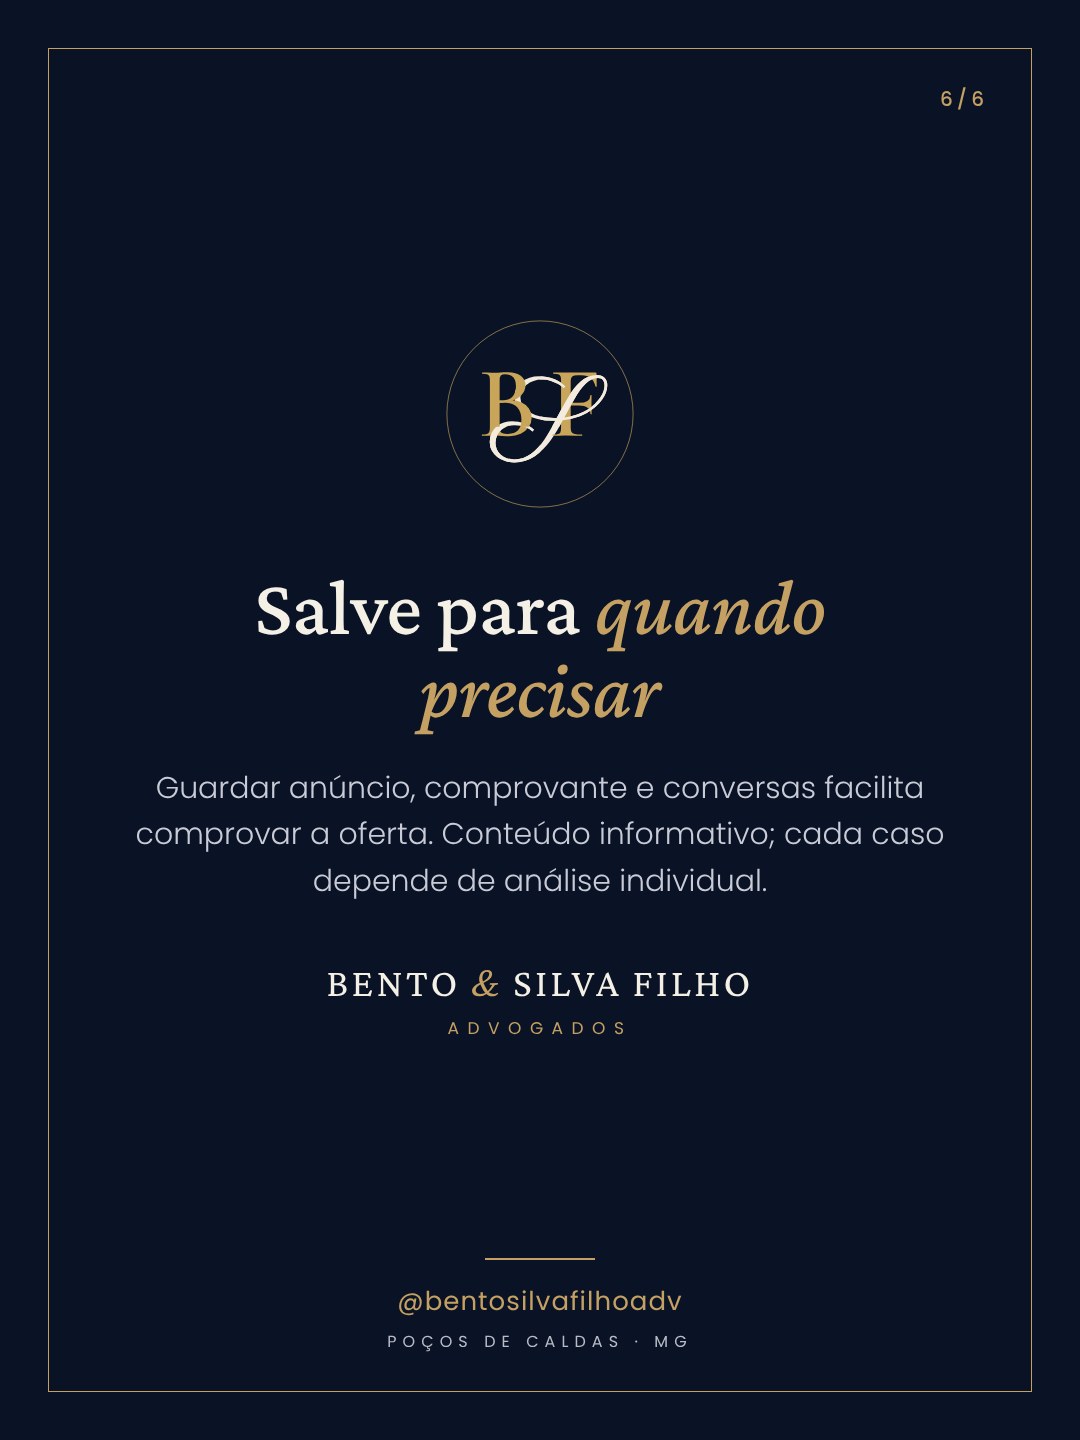 6 / 6
BSF
Salve para quando
precisar
Guardar anúncio, comprovante e conversas facilita
comprovar a oferta. Conteúdo informativo; cada caso
depende de análise individual.
BENTO & SILVA FILHO
ADVOGADOS
@bentosilvafilhoadv
POÇOS DE CALDAS · MG